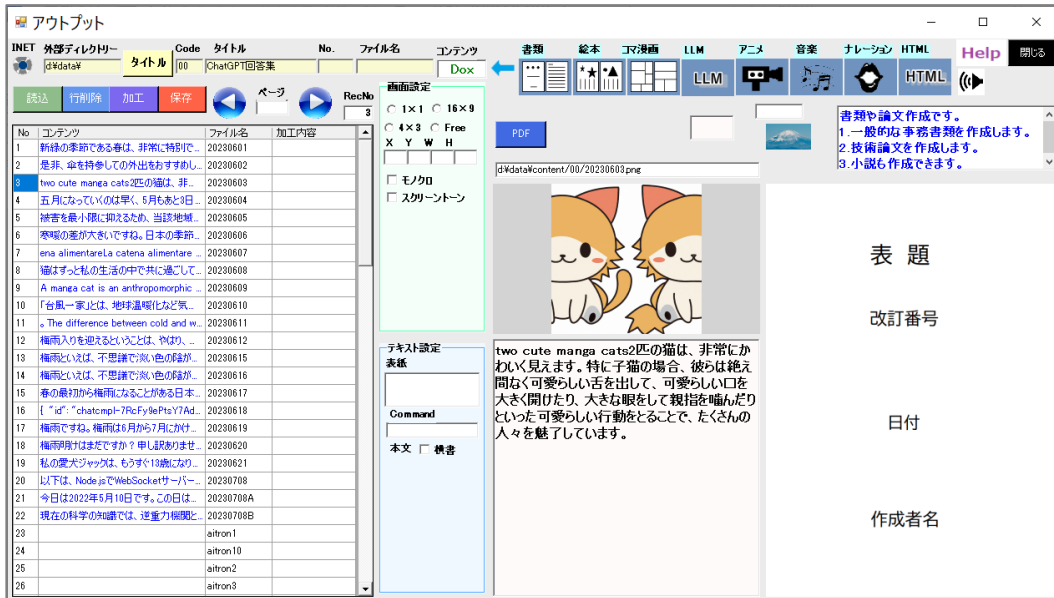 アウトプット
INET 外部ディレクトリー Code タイトル No. ファイル名 コンテンツ 書類 絵本 コマ漫画 LLM アニメ 音楽 ナレーション HTML Help 閉じる
d¥data¥ タイトル 00 ChatGPT回答集 Dox LLM HTML
読込 行削除 加工 保存 ページ RecNo
3
画面設定
1×1 16×9
4×3 Free
X Y W H
モノクロ
スクリーントーン
PDF
書類や論文作成です。
1.一般的な事務書類を作成します。
2.技術論文を作成します。
3.小説も作成できます。
d¥data¥content/00/20230603.png
No コンテンツ ファイル名 加工内容
1 新緑の季節である春は、非常に特別で... 20230601
2 是非、傘を持参しての外出をおすすめし... 20230602
3 two cute manga cats2匹の猫は、非... 20230603
4 五月になっていくのは早く、5月もあと3日... 20230604
5 被害を最小限に抑えるため、当該地域... 20230605
6 寒暖の差が大きいですね。日本の季節... 20230606
7 ena alimentareLa catena alimentare ... 20230607
8 猫はずっと私の生活の中で共に過ごして... 20230608
9 A manga cat is an anthropomorphic ... 20230609
10 「台風一家」とは、地球温暖化など気... 20230610
11 。The difference between cold and w... 20230611
12 梅雨入りを迎えるということは、やはり、... 20230612
13 梅雨といえば、不思議で淡い色の陰が... 20230615
14 梅雨といえば、不思議で淡い色の陰が... 20230616
15 春の最初から梅雨になることがある日本... 20230617
16 { "id": "chatcmpl-7RcFy9ePtsY7Ad... 20230618
17 梅雨ですね。梅雨は6月から7月にかけ... 20230619
18 梅雨明けはまだですか？申し訳ありませ... 20230620
19 私の愛犬ジャックは、もうすぐ13歳になり... 20230621
20 以下は、Node.jsでWebSocketサーバー... 20230708
21 今日は2022年5月10日です。この日は... 20230708A
22 現在の科学の知識では、逆重力機関と... 20230708B
23 aitron1
24 aitron10
25 aitron2
26 aitron3
テキスト設定
表紙
Command
本文 横書
two cute manga cats2匹の猫は、非常にか
わいく見えます。特に子猫の場合、彼らは絶え
間なく可愛らしい舌を出して、可愛らしい口を
大きく開けたり、大きな眼をして親指を噛んだり
といった可愛らしい行動をとることで、たくさんの
人々を魅了しています。
表 題
改訂番号
日付
作成者名